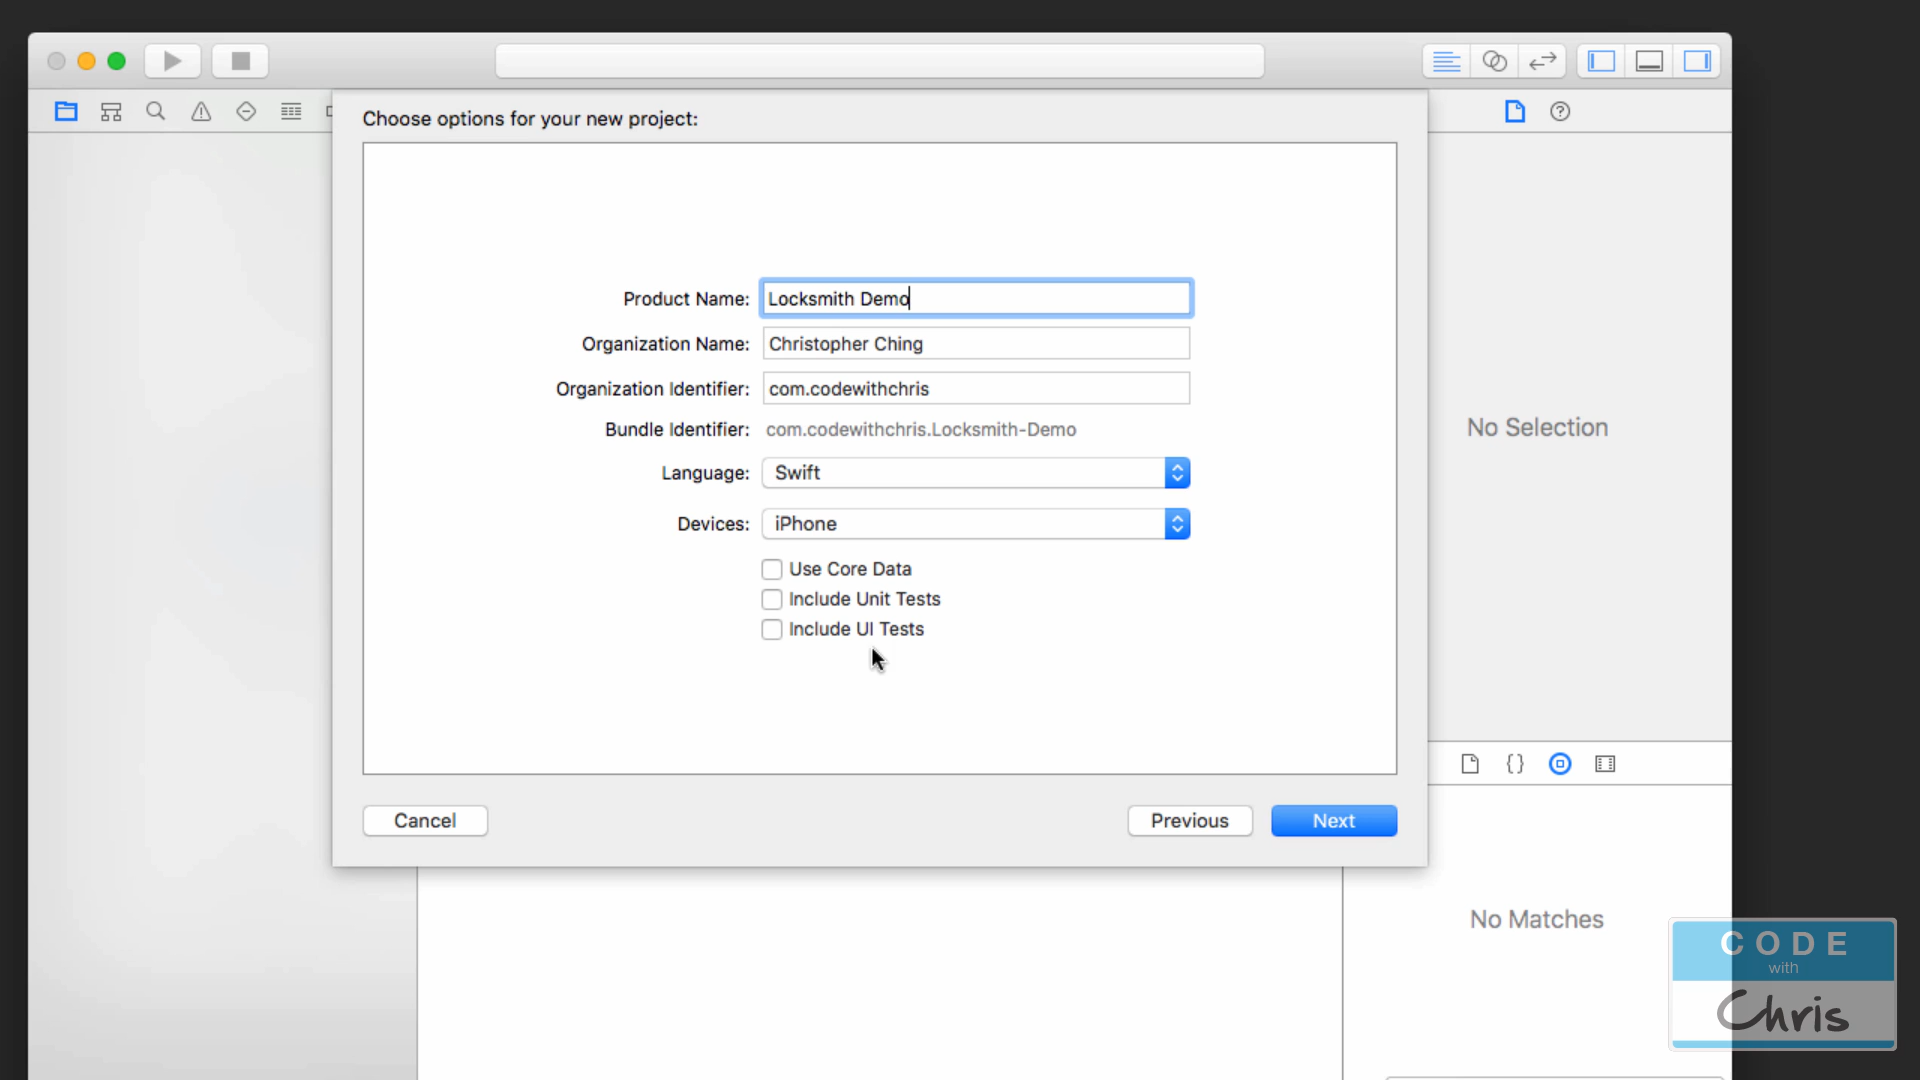 Choose options for your new project:
Product Name: Locksmith Demo
Organization Name: Christopher Ching
Organization Identifier: com.codewithchris
Bundle Identifier: com.codewithchris.Locksmith-Demo
Language: Swift
Devices: iPhone
Use Core Data
Include Unit Tests
Include UI Tests
Cancel
Previous
Next
No Selection
No Matches
CODE
with
Chris